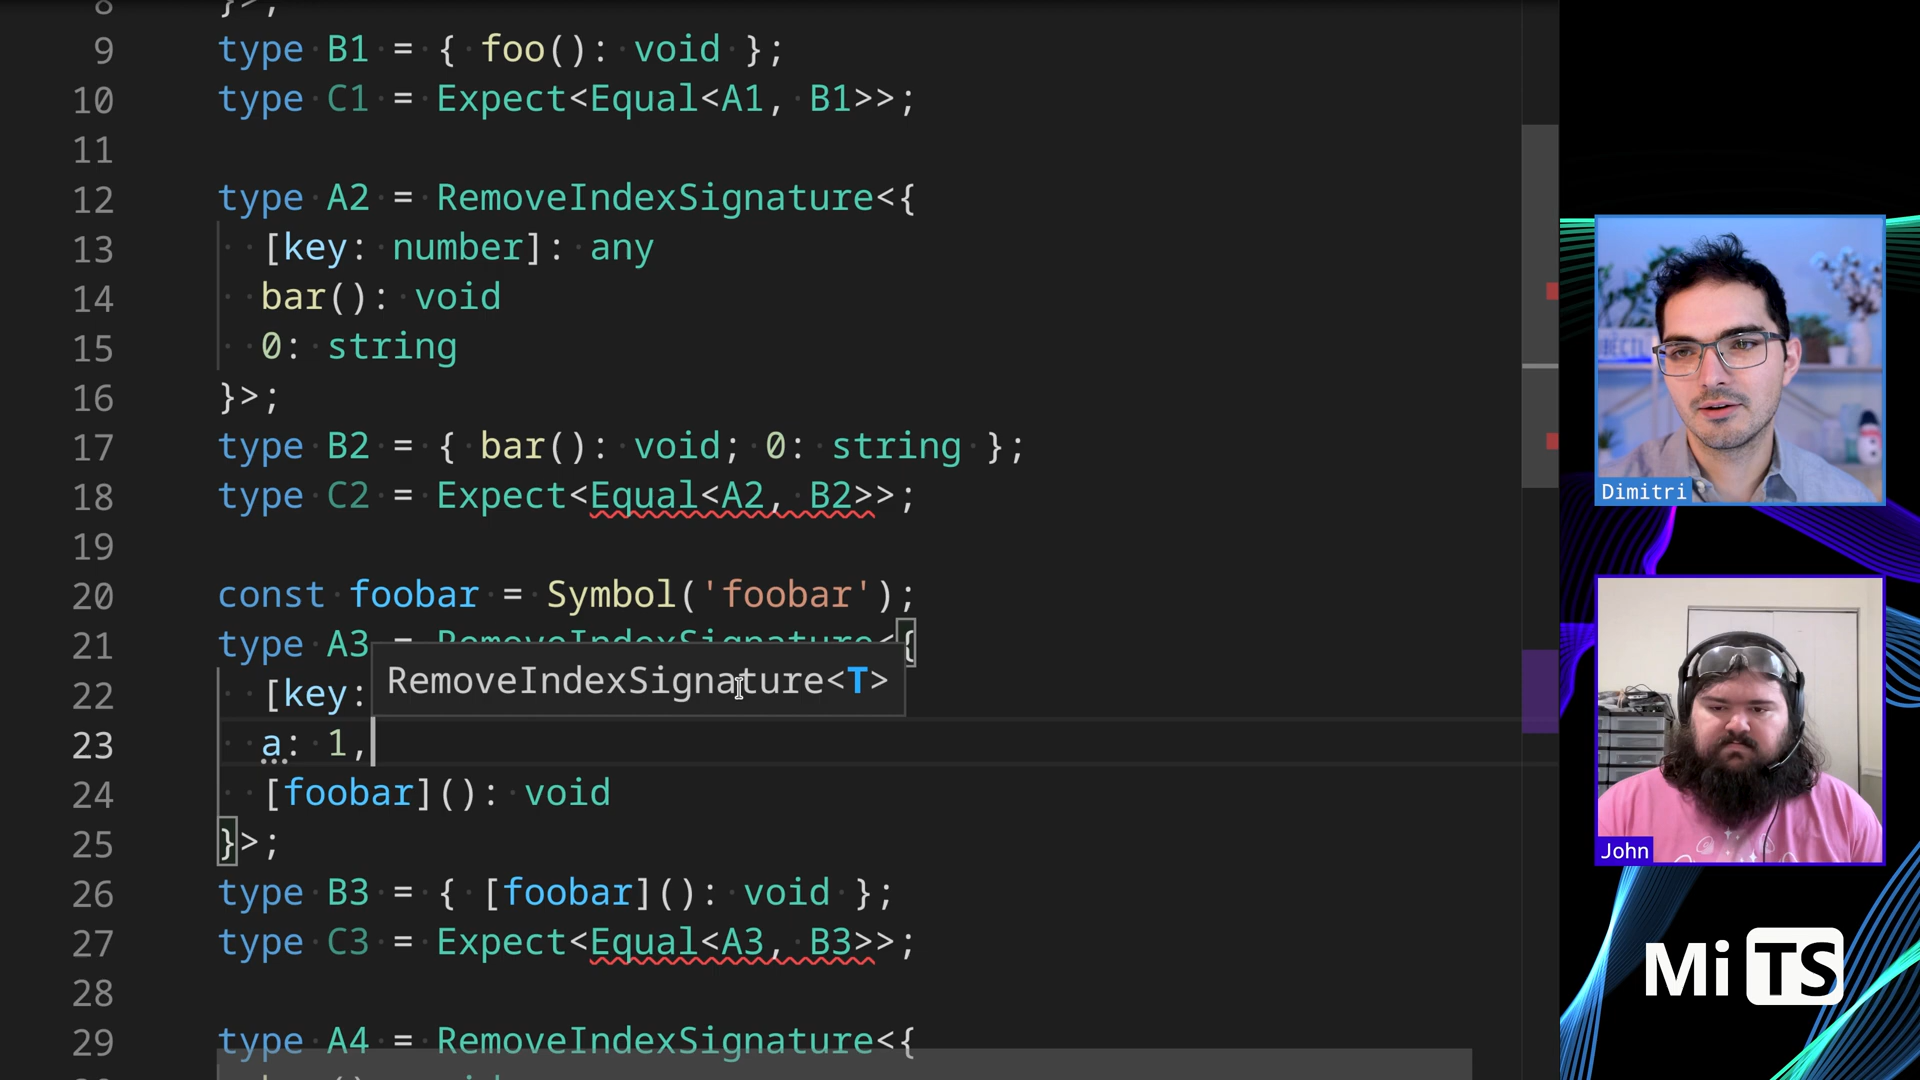 8 }>;
9 type B1 = { foo(): void };
10 type C1 = Expect<Equal<A1, B1>>;
11
12 type A2 = RemoveIndexSignature<{
13 [key: number]: any
14 bar(): void
15 0: string
16 }>;
17 type B2 = { bar(): void; 0: string };
18 type C2 = Expect<Equal<A2, B2>>;
19
20 const foobar = Symbol('foobar');
21 type A3 = RemoveIndexSignature<{
RemoveIndexSignature<T>
22 [key:
23 a: 1,
24 [foobar](): void
25 }>;
26 type B3 = { [foobar](): void };
27 type C3 = Expect<Equal<A3, B3>>;
28
29 type A4 = RemoveIndexSignature<{
Dimitri
John
Mi TS